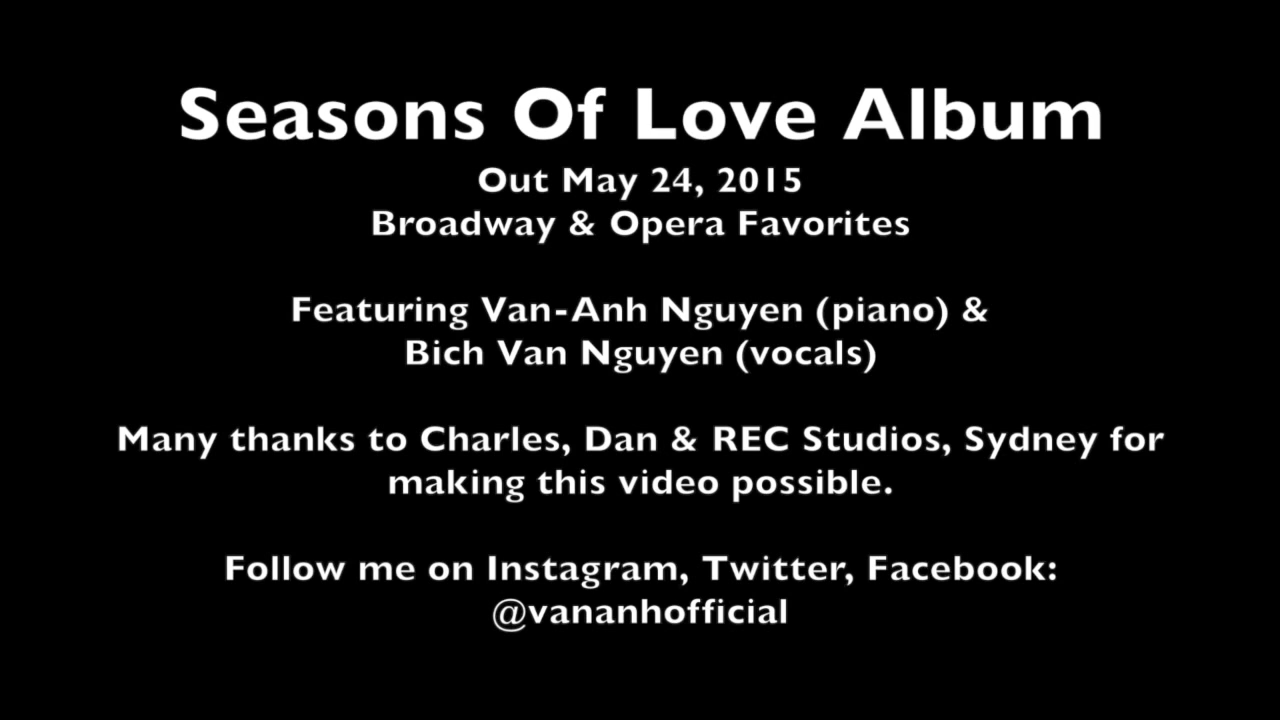 Seasons Of Love Album
Out May 24, 2015
Broadway & Opera Favorites
Featuring Van-Anh Nguyen (piano) &
Bich Van Nguyen (vocals)
Many thanks to Charles, Dan & REC Studios, Sydney for
making this video possible.
Follow me on Instagram, Twitter, Facebook:
@vananhofficial